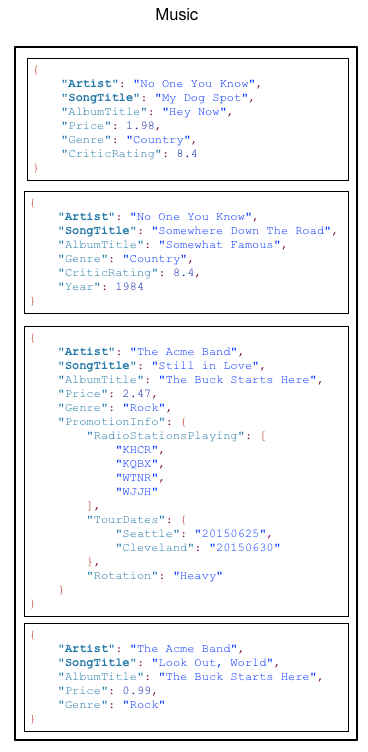 Music
{
"Artist": "No One You Know",
"SongTitle": "My Dog Spot",
"AlbumTitle": "Hey Now",
"Price": 1.98,
"Genre": "Country",
"CriticRating": 8.4
}
{
"Artist": "No One You Know",
"SongTitle": "Somewhere Down The Road",
"AlbumTitle": "Somewhat Famous",
"Genre": "Country",
"CriticRating": 8.4,
"Year": 1984
}
{
"Artist": "The Acme Band",
"SongTitle": "Still in Love",
"AlbumTitle": "The Buck Starts Here",
"Price": 2.47,
"Genre": "Rock",
"PromotionInfo": {
"RadioStationsPlaying": [
"KHCR",
"KQBX",
"WTNR",
"WJJH"
],
"TourDates": {
"Seattle": "20150625",
"Cleveland": "20150630"
},
"Rotation": "Heavy"
}
}
{
"Artist": "The Acme Band",
"SongTitle": "Look Out, World",
"AlbumTitle": "The Buck Starts Here",
"Price": 0.99,
"Genre": "Rock"
}